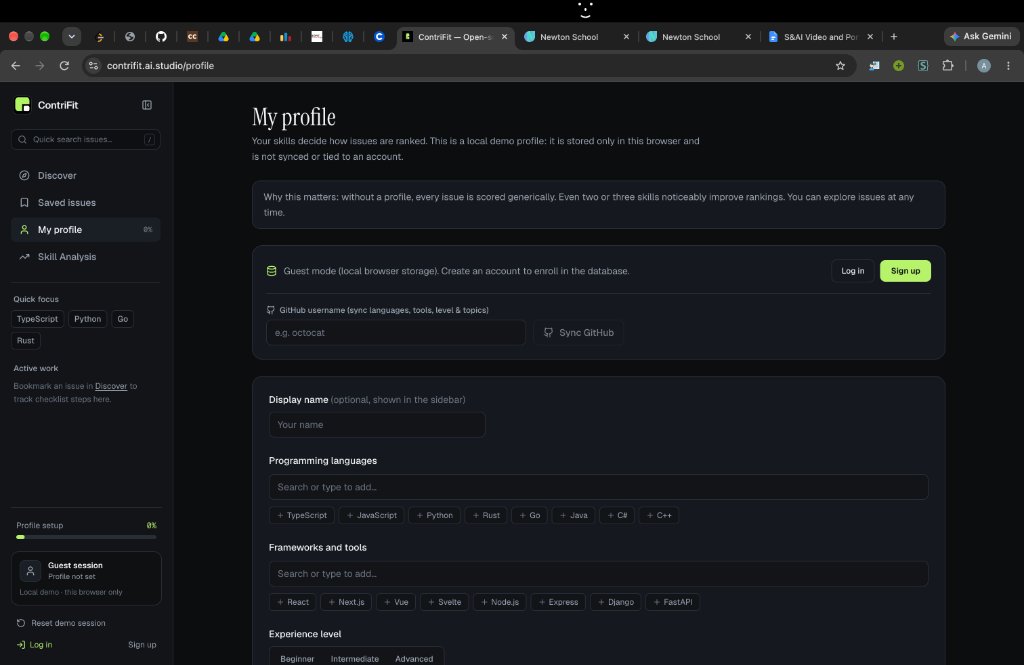 ContriFit — Open-s
Newton School
Newton School
S&AI Video and Por
Ask Gemini
contrifit.ai.studio/profile
A
ContriFit
Quick search issues...
/
Discover
Saved issues
My profile
0%
Skill Analysis
Quick focus
TypeScript
Python
Go
Rust
Active work
Bookmark an issue in Discover to
track checklist steps here.
Profile setup
0%
Guest session
Profile not set
Local demo · this browser only
Reset demo session
Log in
Sign up
My profile
Your skills decide how issues are ranked. This is a local demo profile: it is stored only in this browser and
is not synced or tied to an account.
Why this matters: without a profile, every issue is scored generically. Even two or three skills noticeably improve rankings. You can explore issues at any
time.
Guest mode (local browser storage). Create an account to enroll in the database.
Log in
Sign up
GitHub username (sync languages, tools, level & topics)
e.g. octocat
Sync GitHub
Display name (optional, shown in the sidebar)
Your name
Programming languages
Search or type to add...
+ TypeScript
+ JavaScript
+ Python
+ Rust
+ Go
+ Java
+ C#
+ C++
Frameworks and tools
Search or type to add...
+ React
+ Next.js
+ Vue
+ Svelte
+ Node.js
+ Express
+ Django
+ FastAPI
Experience level
Beginner
Intermediate
Advanced